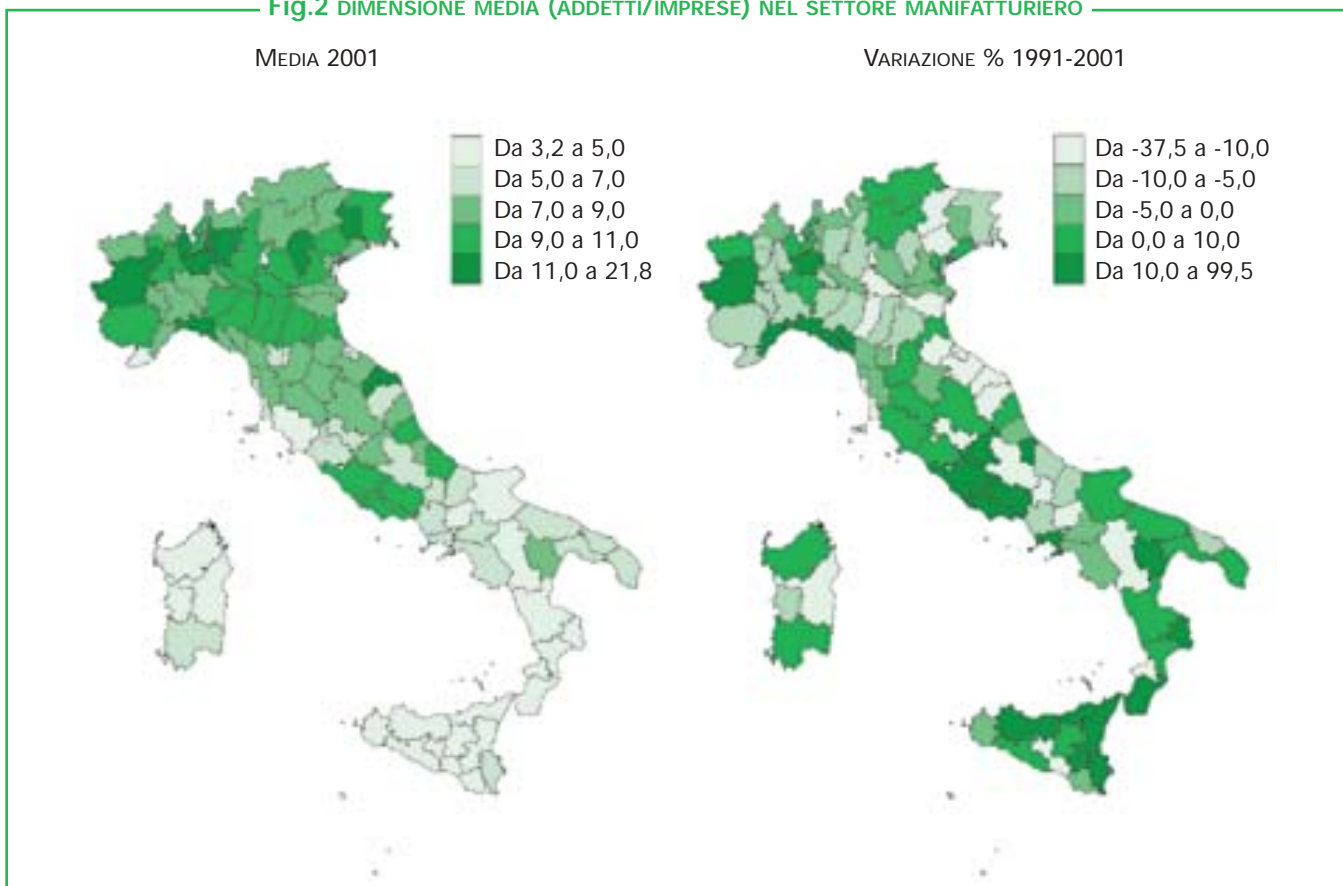 Fig.2 DIMENSIONE MEDIA (ADDETTI/IMPRESE) NEL SETTORE MANIFATTURIERO
MEDIA 2001
Da 3,2 a 5,0
Da 5,0 a 7,0
Da 7,0 a 9,0
Da 9,0 a 11,0
Da 11,0 a 21,8
VARIAZIONE % 1991-2001
Da -37,5 a -10,0
Da -10,0 a -5,0
Da -5,0 a 0,0
Da 0,0 a 10,0
Da 10,0 a 99,5